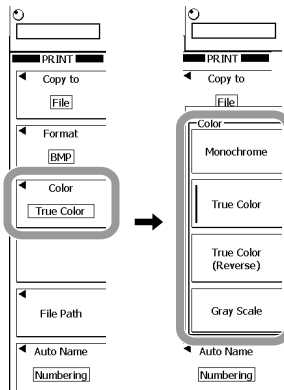 PRINT
Copy to
File
Format
BMP
Color
True Color
File Path
Auto Name
Numbering
PRINT
Copy to
File
Color
Monochrome
True Color
True Color
(Reverse)
Gray Scale
Auto Name
Numbering